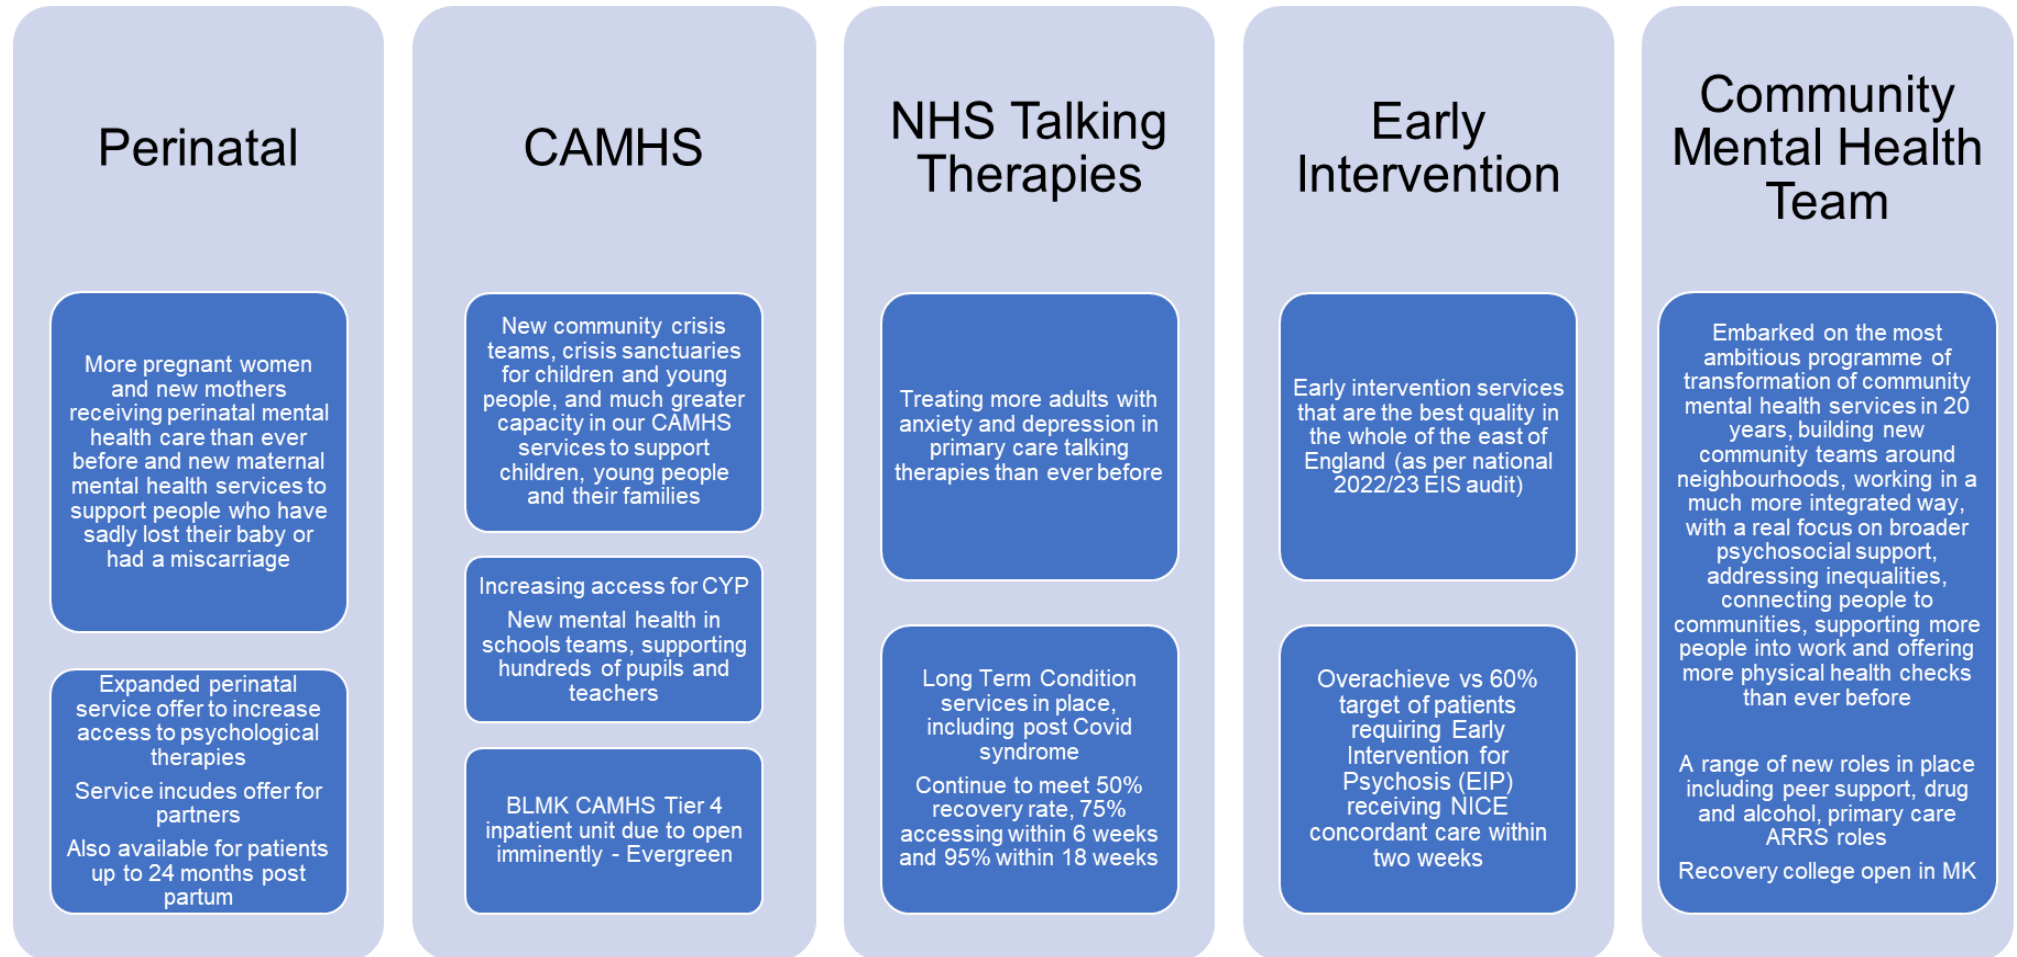 Perinatal
More pregnant women
and new mothers
receiving perinatal mental
health care than ever
before and new maternal
mental health services to
support people who have
sadly lost their baby or
had a miscarriage
Expanded perinatal
service offer to increase
access to psychological
therapies
Service incudes offer for
partners
Also available for patients
up to 24 months post
partum
CAMHS
New community crisis
teams, crisis sanctuaries
for children and young
people, and much greater
capacity in our CAMHS
services to support
children, young people
and their families
Increasing access for CYP
New mental health in
schools teams, supporting
hundreds of pupils and
teachers
BLMK CAMHS Tier 4
inpatient unit due to open
imminently - Evergreen
NHS Talking
Therapies
Treating more adults with
anxiety and depression in
primary care talking
therapies than ever before
Long Term Condition
services in place,
including post Covid
syndrome
Continue to meet 50%
recovery rate, 75%
accessing within 6 weeks
and 95% within 18 weeks
Early
Intervention
Early intervention services
that are the best quality in
the whole of the east of
England (as per national
2022/23 EIS audit)
Overachieve vs 60%
target of patients
requiring Early
Intervention for
Psychosis (EIP)
receiving NICE
concordant care within
two weeks
Community
Mental Health
Team
Embarked on the most
ambitious programme of
transformation of community
mental health services in 20
years, building new
community teams around
neighbourhoods, working in a
much more integrated way,
with a real focus on broader
psychosocial support,
addressing inequalities,
connecting people to
communities, supporting more
people into work and offering
more physical health checks
than ever before
A range of new roles in place
including peer support, drug
and alcohol, primary care
ARRS roles
Recovery college open in MK